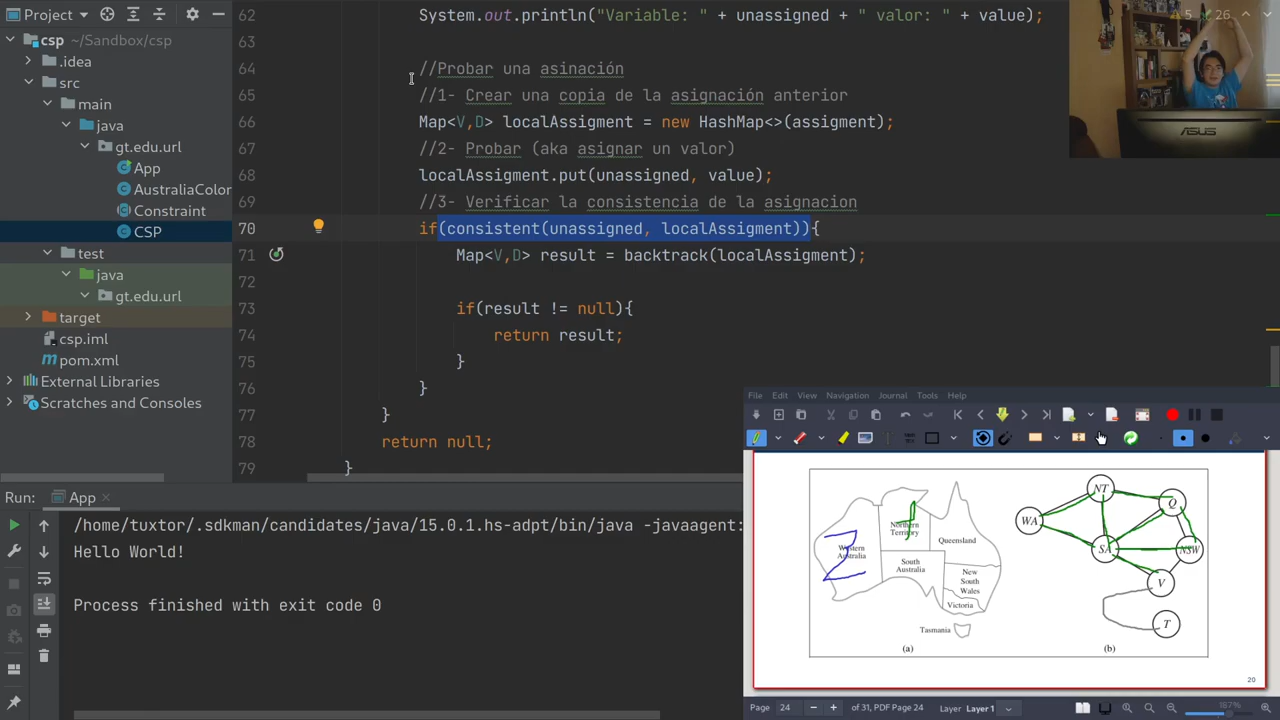 Project
csp ~/Sandbox/csp
.idea
src
main
java
gt.edu.url
App
AustraliaColor
Constraint
CSP
test
java
gt.edu.url
target
csp.iml
pom.xml
External Libraries
Scratches and Consoles
62 System.out.println("Variable: " + unassigned + " valor: " + value);
63
64 //Probar una asinación
65 //1- Crear una copia de la asignación anterior
66 Map<V,D> localAssigment = new HashMap<>(assigment);
67 //2- Probar (aka asignar un valor)
68 localAssigment.put(unassigned, value);
69 //3- Verificar la consistencia de la asignacion
70 if(consistent(unassigned, localAssigment)){
71 Map<V,D> result = backtrack(localAssigment);
72
73 if(result != null){
74 return result;
75 }
76 }
77 }
78 return null;
79 }
5 26
ASUS
Run: App
/home/tuxtor/.sdkman/candidates/java/15.0.1.hs-adpt/bin/java -javaagent:
Hello World!
Process finished with exit code 0
File Edit View Navigation Journal Tools Help
Northern
Territory
Western
Australia
Queensland
South
Australia
New
South
Wales
Victoria
Tasmania
(a)
NT
Q
WA
SA
NSW
V
T
(b)
20
Page 24 of 31, PDF Page 24 Layer Layer 1 187%